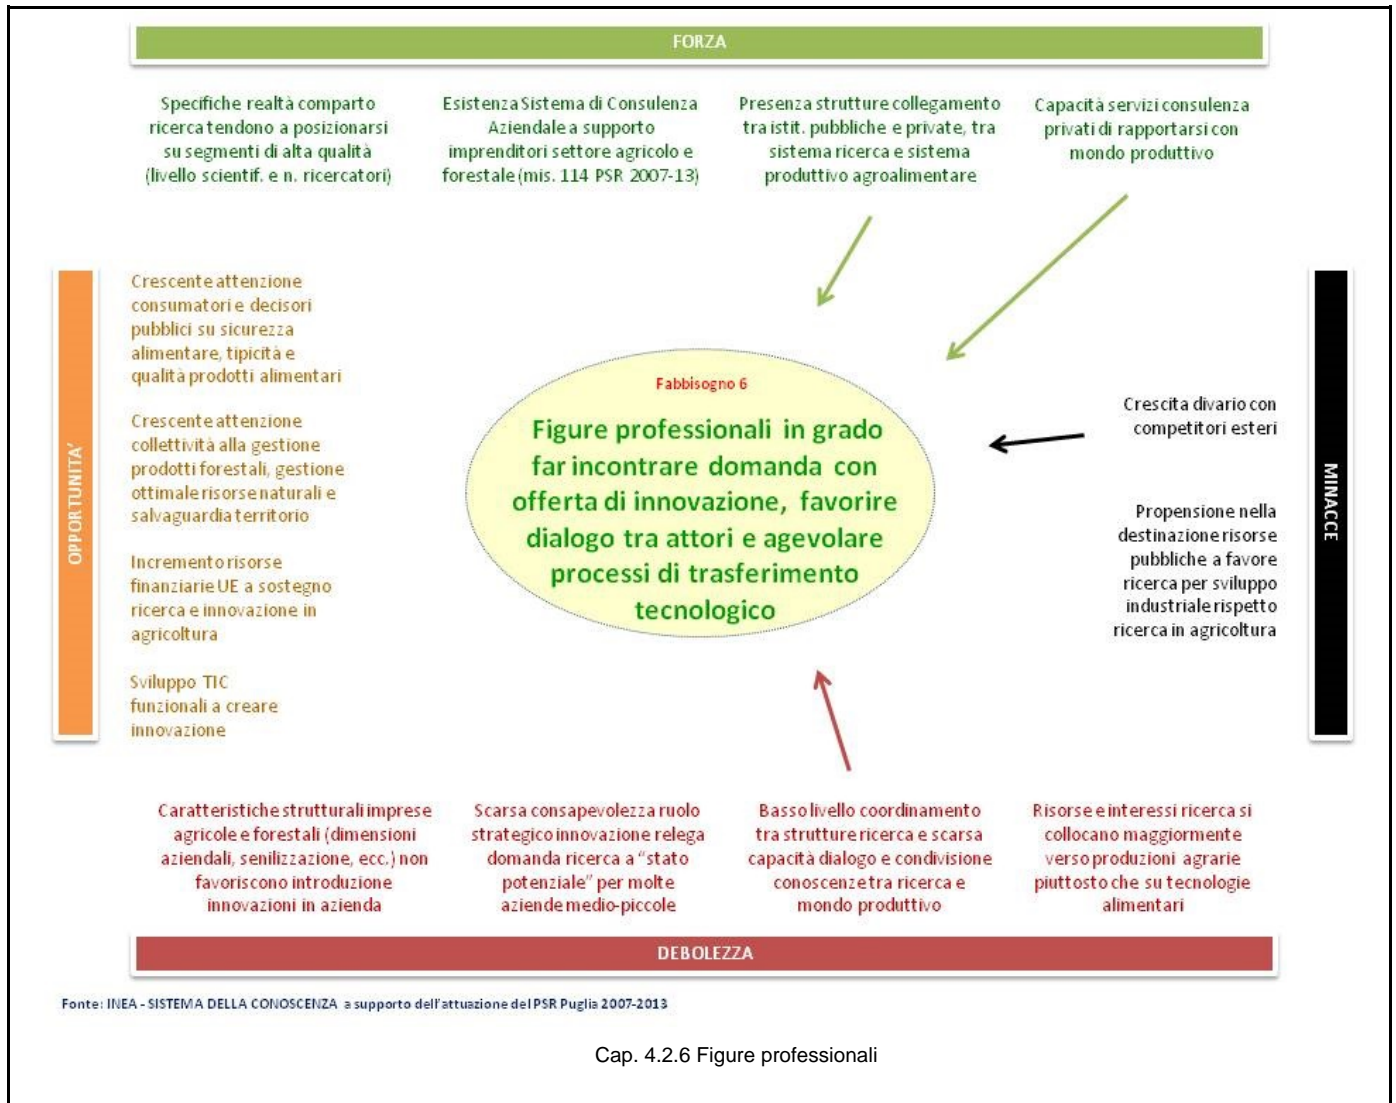 FORZA
Specifiche realtà comparto
ricerca tendono a posizionarsi
su segmenti di alta qualità
(livello scientif. e n. ricercatori)
Esistenza Sistema di Consulenza
Aziendale a supporto
imprenditori settore agricolo e
forestale (mis. 114 PSR 2007-13)
Presenza strutture collegamento
tra istit. pubbliche e private, tra
sistema ricerca e sistema
produttivo agroalimentare
Capacità servizi consulenza
privati di rapportarsi con
mondo produttivo
OPPORTUNITA'
Crescente attenzione
consumatori e decisori
pubblici su sicurezza
alimentare, tipicità e
qualità prodotti alimentari
Crescente attenzione
collettività alla gestione
prodotti forestali, gestione
ottimale risorse naturali e
salvaguardia territorio
Incremento risorse
finanziarie UE a sostegno
ricerca e innovazione in
agricoltura
Sviluppo TIC
funzionali a creare
innovazione
Fabbisogno 6
Figure professionali in grado
far incontrare domanda con
offerta di innovazione, favorire
dialogo tra attori e agevolare
processi di trasferimento
tecnologico
Crescita divario con
competitori esteri
Propensione nella
destinazione risorse
pubbliche a favore
ricerca per sviluppo
industriale rispetto
ricerca in agricoltura
MINACCE
Caratteristiche strutturali imprese
agricole e forestali (dimensioni
aziendali, senilizzazione, ecc.) non
favoriscono introduzione
innovazioni in azienda
Scarsa consapevolezza ruolo
strategico innovazione relega
domanda ricerca a "stato
potenziale" per molte
aziende medio-piccole
Basso livello coordinamento
tra strutture ricerca e scarsa
capacità dialogo e condivisione
conoscenze tra ricerca e
mondo produttivo
Risorse e interessi ricerca si
collocano maggiormente
verso produzioni agrarie
piuttosto che su tecnologie
alimentari
DEBOLEZZA
Fonte: INEA - SISTEMA DELLA CONOSCENZA a supporto dell'attuazione del PSR Puglia 2007-2013
Cap. 4.2.6 Figure professionali